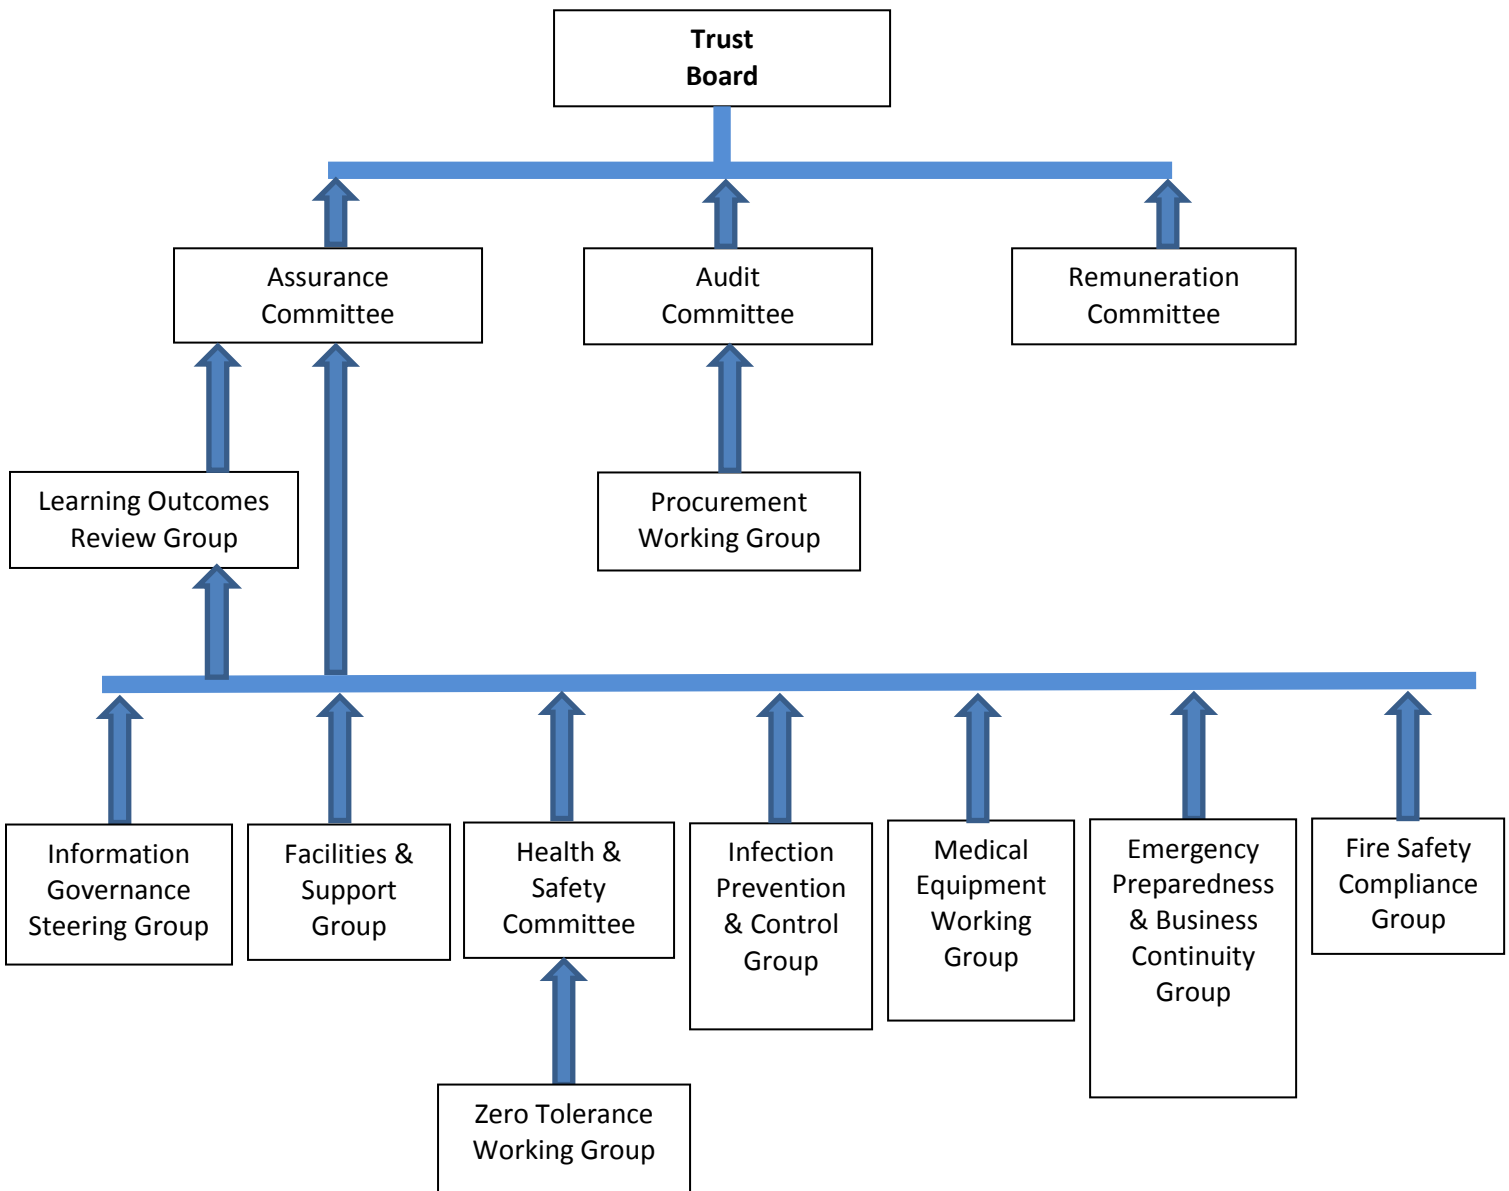 Trust
Board
Assurance
Committee
Audit
Committee
Remuneration
Committee
Learning Outcomes
Review Group
Procurement
Working Group
Information
Governance
Steering Group
Facilities &
Support
Group
Health &
Safety
Committee
Infection
Prevention
& Control
Group
Medical
Equipment
Working
Group
Emergency
Preparedness
& Business
Continuity
Group
Fire Safety
Compliance
Group
Zero Tolerance
Working Group